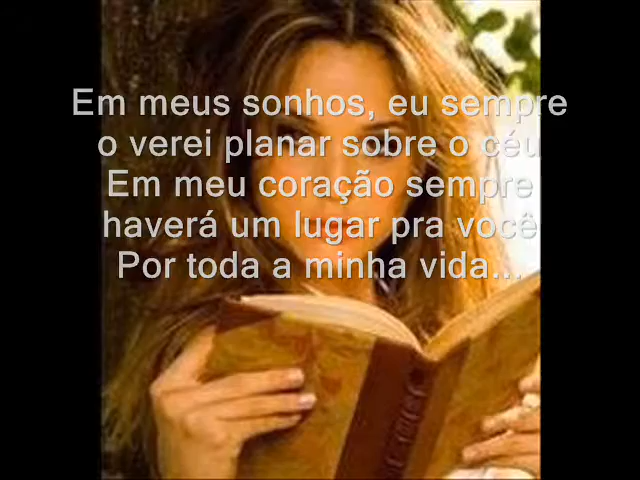 Em meus sonhos, eu sempre
o verei planar sobre o céu
Em meu coração sempre
haverá um lugar pra você
Por toda a minha vida...